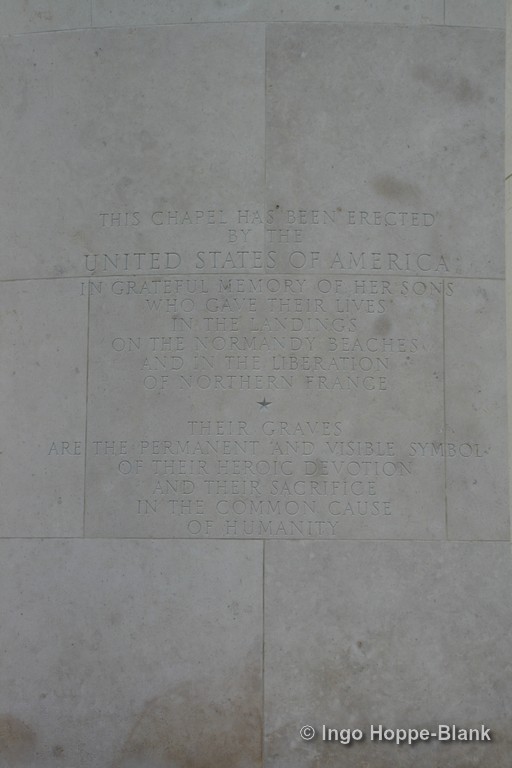 THIS CHAPEL HAS BEEN ERECTED
BY THE
UNITED STATES OF AMERICA
IN GRATEFUL MEMORY OF HER SONS
WHO GAVE THEIR LIVES
IN THE LANDINGS
ON THE NORMANDY BEACHES
AND IN THE LIBERATION
OF NORTHERN FRANCE
THEIR GRAVES
ARE THE PERMANENT AND VISIBLE SYMBOL
OF THEIR HEROIC DEVOTION
AND THEIR SACRIFICE
IN THE COMMON CAUSE
OF HUMANITY
© Ingo Hoppe-Blank